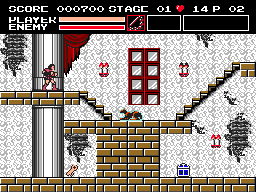 SCORE 000700 STAGE 01 ♥ 14 P 02
PLAYER
ENEMY